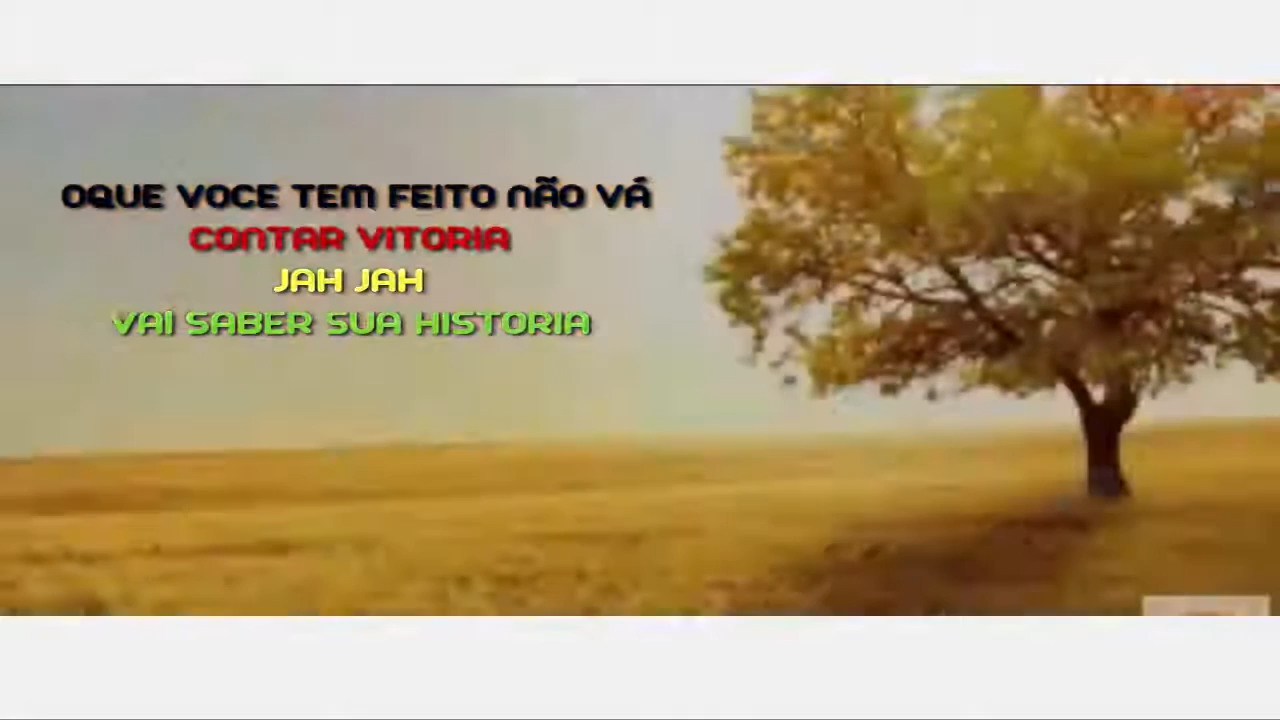 OQUE VOCE TEM FEITO NÃO VÁ
CONTAR VITORIA
JAH JAH
VAI SABER SUA HISTORIA